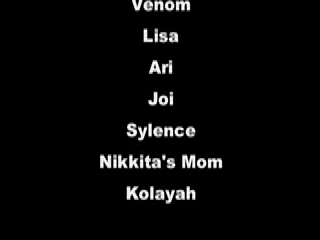 Venom
Lisa
Ari
Joi
Sylence
Nikkita's Mom
Kolayah